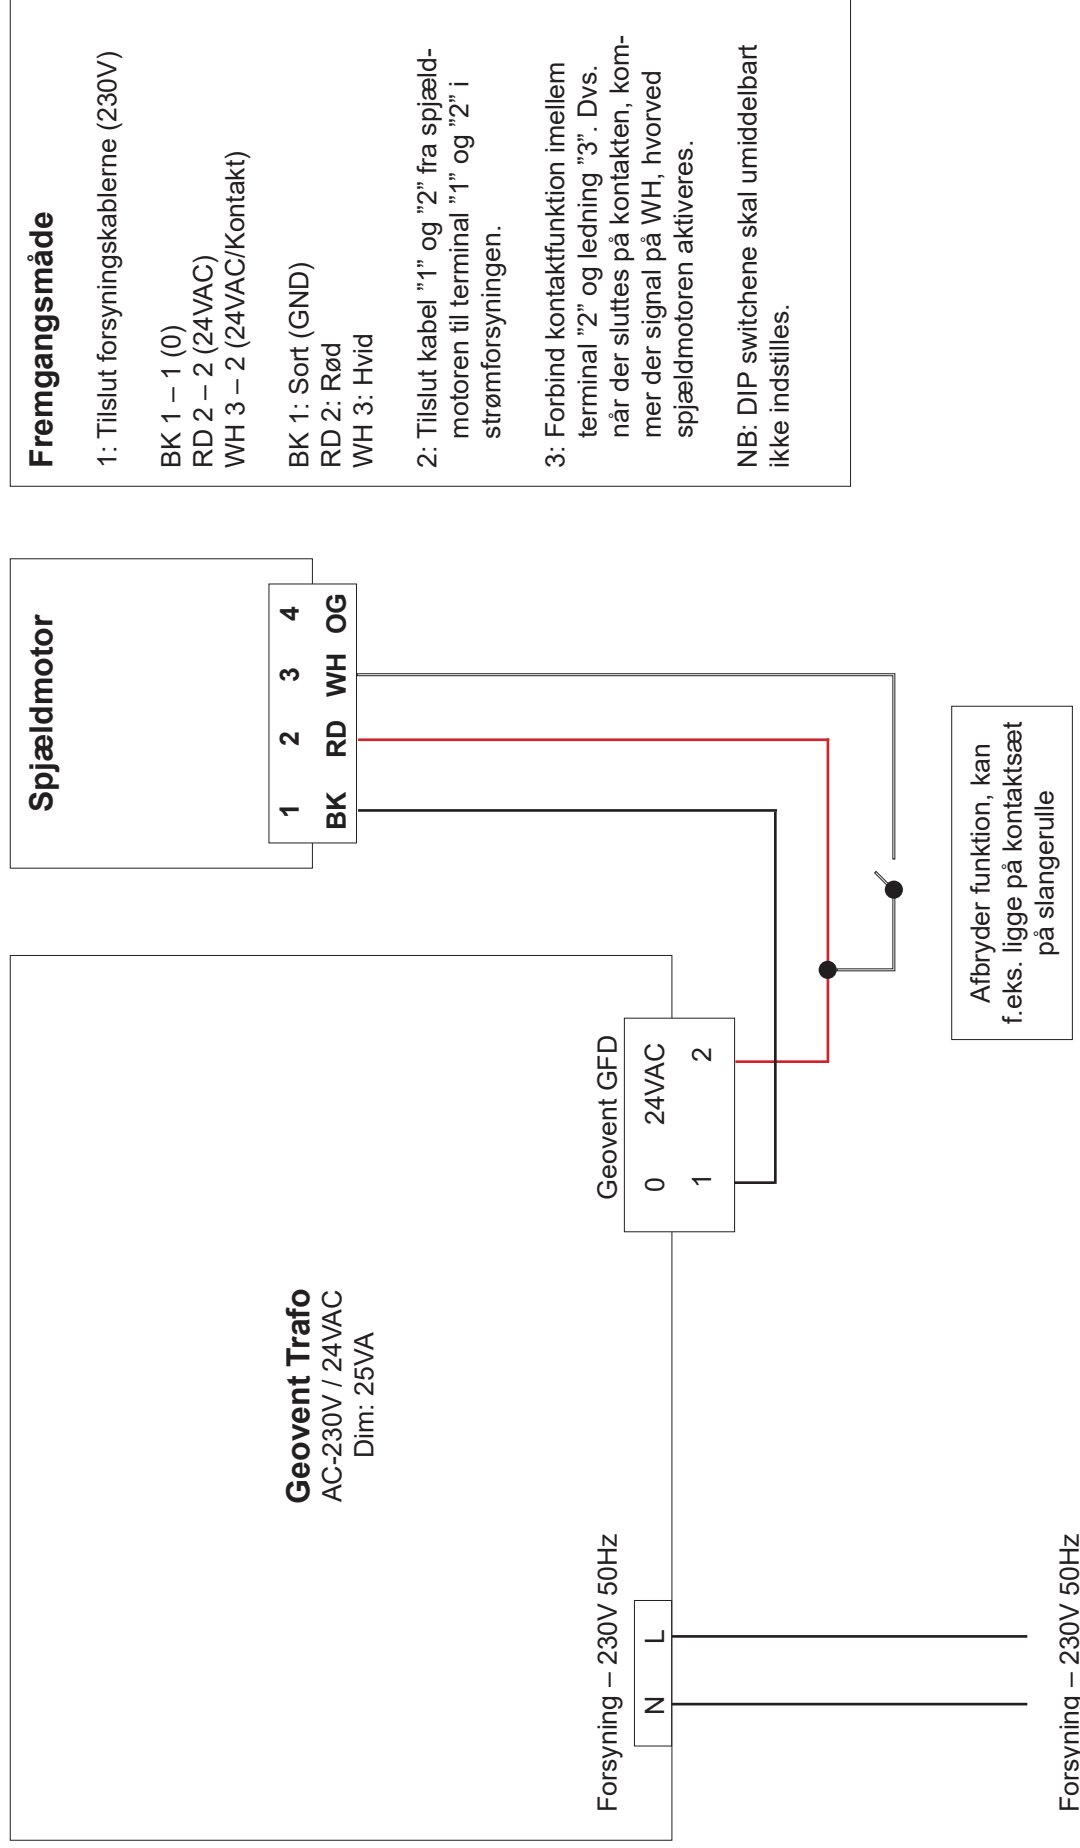 Geovent Trafo
AC-230V / 24VAC
Dim: 25VA
Forsyning – 230V 50Hz
N L
Forsyning – 230V 50Hz
Geovent GFD
0 24VAC
1 2
Spjældmotor
1 2 3 4
BK RD WH OG
Afbryder funktion, kan
f.eks. ligge på kontaktsæt
på slangerulle
Fremgangsmåde
1: Tilslut forsyningskablerne (230V)
BK 1 – 1 (0)
RD 2 – 2 (24VAC)
WH 3 – 2 (24VAC/Kontakt)
BK 1: Sort (GND)
RD 2: Rød
WH 3: Hvid
2: Tilslut kabel ”1” og ”2” fra spjæld-
motoren til terminal ”1” og ”2” i
strømforsyningen.
3: Forbind kontaktfunktion imellem
terminal ”2” og ledning ”3”. Dvs.
når der sluttes på kontakten, kom-
mer der signal på WH, hvorved
spjældmotoren aktiveres.
NB: DIP switchene skal umiddelbart
ikke indstilles.